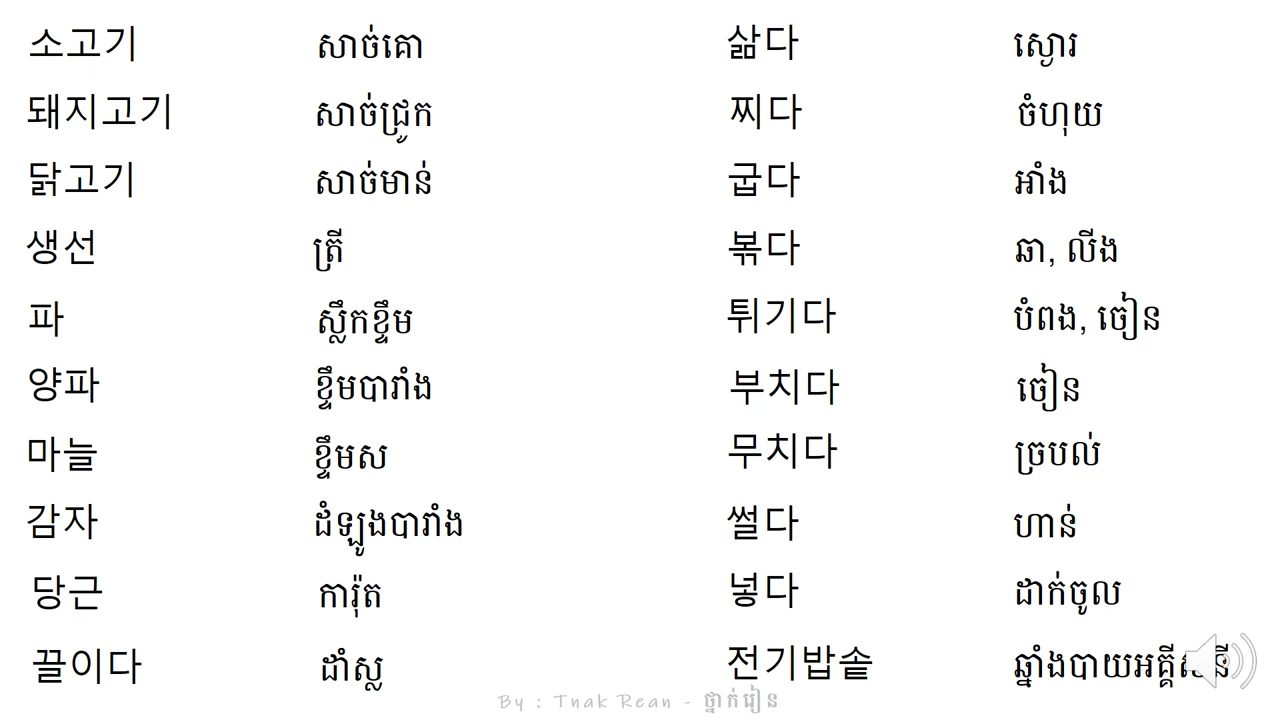 소고기 សាច់គោ 삶다 ស្ងោរ
돼지고기 សាច់ជ្រូក 찌다 ចំហុយ
닭고기 សាច់មាន់ 굽다 អាំង
생선 ត្រី 볶다 ឆា, លីង
파 ស្លឹកខ្ទឹម 튀기다 បំពង, ចៀន
양파 ខ្ទឹមបារាំង 부치다 ចៀន
마늘 ខ្ទឹមស 무치다 ច្របល់
감자 ដំឡូងបារាំង 썰다 ហាន់
당근 ការ៉ុត 넣다 ដាក់ចូល
끓이다 ដាំស្ល 전기밥솥
By : Tnak Rean - ថ្នាក់រៀន